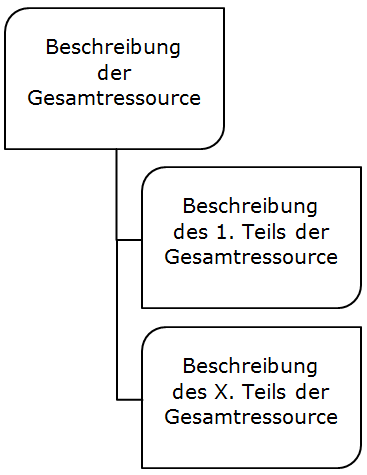 Beschreibung
der
Gesamtressource
Beschreibung
des 1. Teils der
Gesamtressource
Beschreibung
des X. Teils der
Gesamtressource